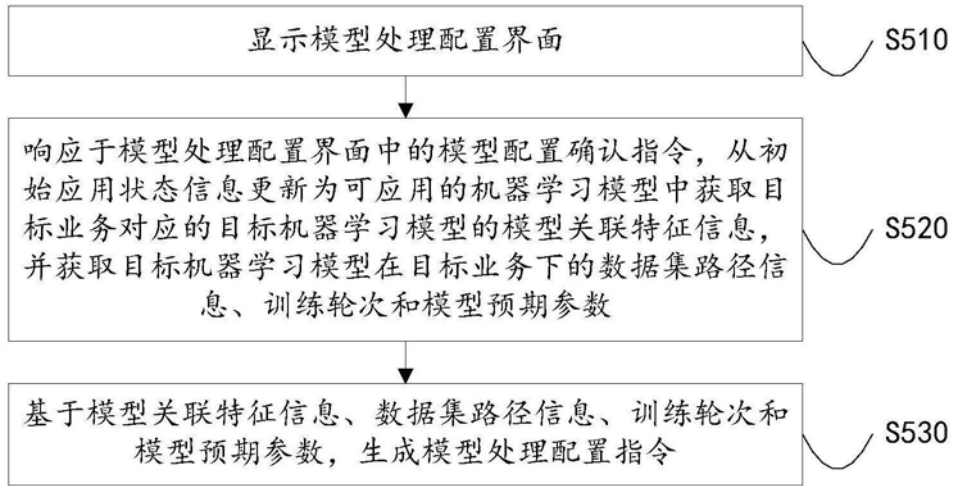 显示模型处理配置界面
S510
响应于模型处理配置界面中的模型配置确认指令，从初
始应用状态信息更新为可应用的机器学习模型中获取目
标业务对应的目标机器学习模型的模型关联特征信息，
并获取目标机器学习模型在目标业务下的数据集路径信
息、训练轮次和模型预期参数
S520
基于模型关联特征信息、数据集路径信息、训练轮次和
模型预期参数，生成模型处理配置指令
S530